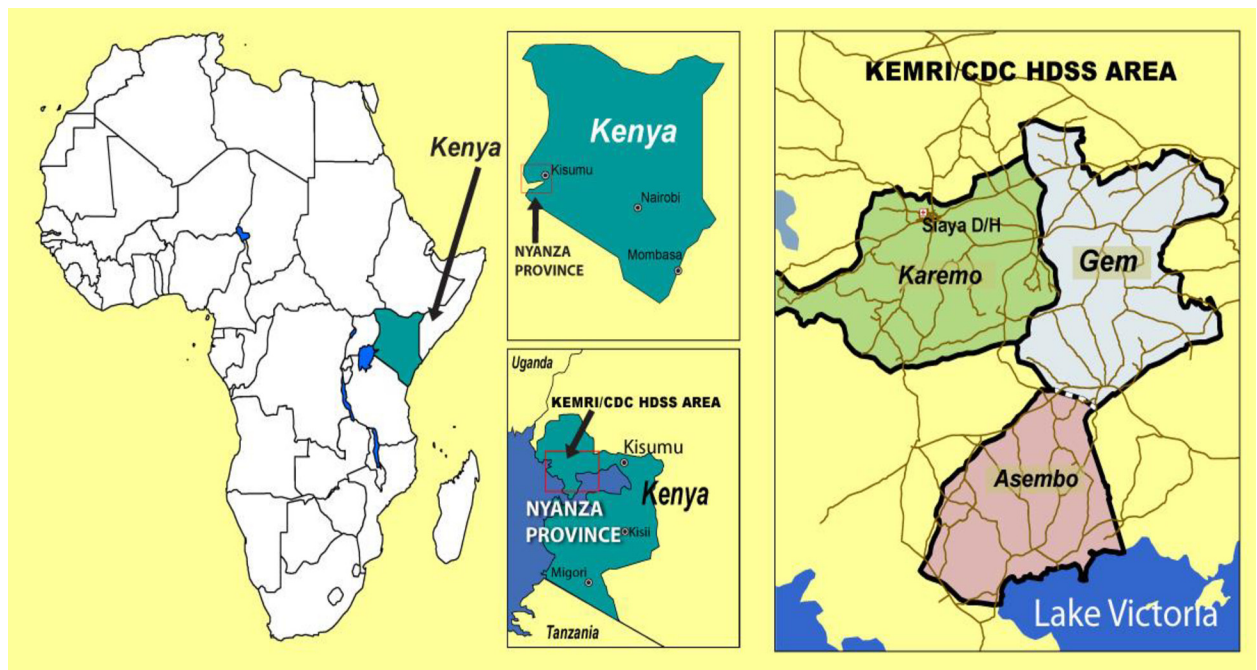 Kenya
Kenya
Kisumu
Nairobi
NYANZA
PROVINCE
Mombasa
Uganda
KEMRI/CDC HDSS AREA
Kisumu
Kenya
NYANZA
PROVINCE
Kisii
Migori
Tanzania
KEMRI/CDC HDSS AREA
Siaya D/H
Karemo
Gem
Asembo
Lake Victoria